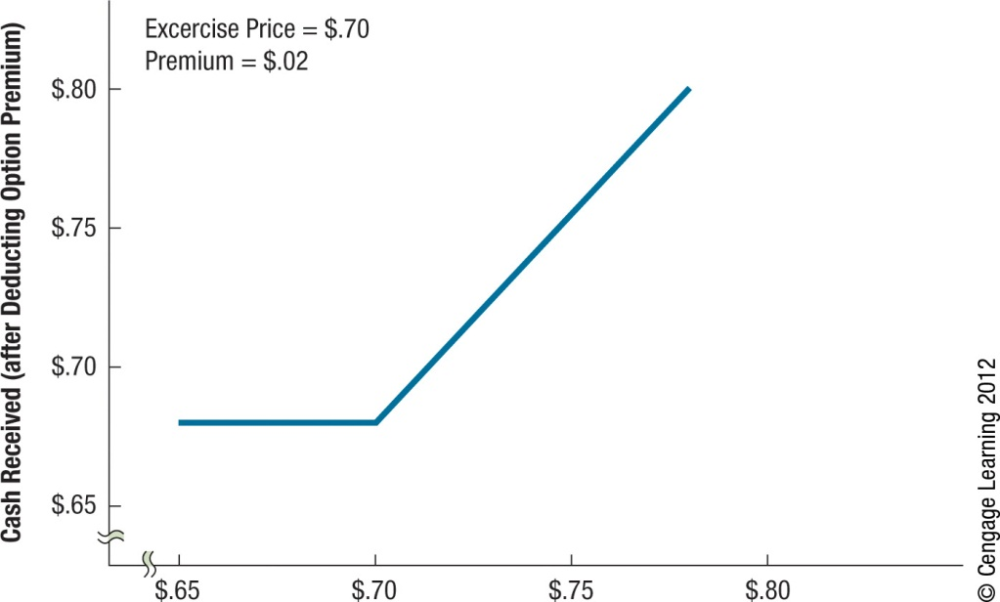 Excercise Price = $.70
Premium = $.02
Cash Received (after Deducting Option Premium)
$.80
$.75
$.70
$.65
$.65
$.70
$.75
$.80
© Cengage Learning 2012